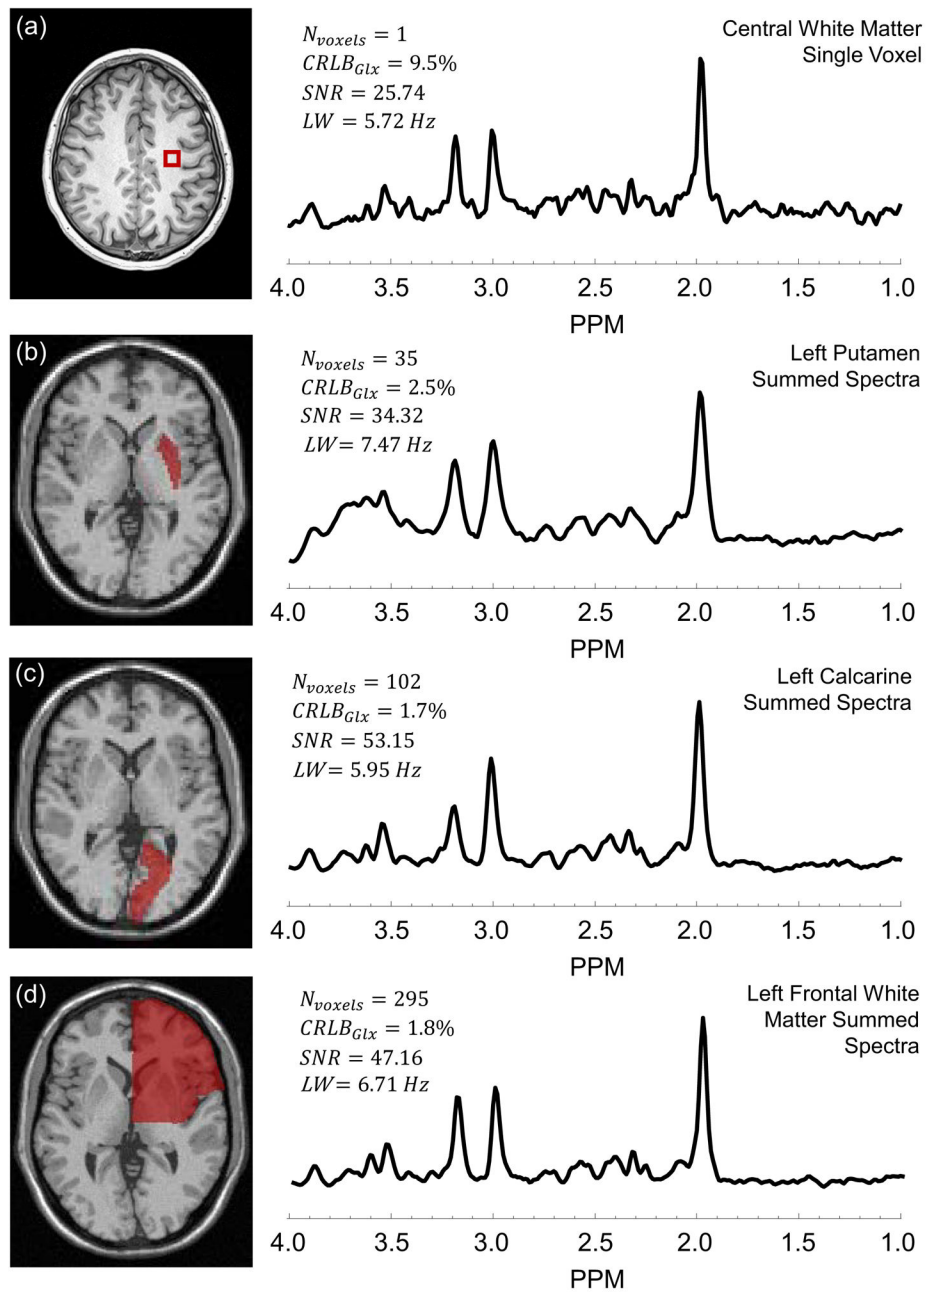 (a)
N_voxels = 1
CRLB_Glx = 9.5%
SNR = 25.74
LW = 5.72 Hz
Central White Matter
Single Voxel
4.0 3.5 3.0 2.5 2.0 1.5 1.0
PPM
(b)
N_voxels = 35
CRLB_Glx = 2.5%
SNR = 34.32
LW= 7.47 Hz
Left Putamen
Summed Spectra
4.0 3.5 3.0 2.5 2.0 1.5 1.0
PPM
(c)
N_voxels = 102
CRLB_Glx = 1.7%
SNR = 53.15
LW = 5.95 Hz
Left Calcarine
Summed Spectra
4.0 3.5 3.0 2.5 2.0 1.5 1.0
PPM
(d)
N_voxels = 295
CRLB_Glx = 1.8%
SNR = 47.16
LW= 6.71 Hz
Left Frontal White
Matter Summed
Spectra
4.0 3.5 3.0 2.5 2.0 1.5 1.0
PPM